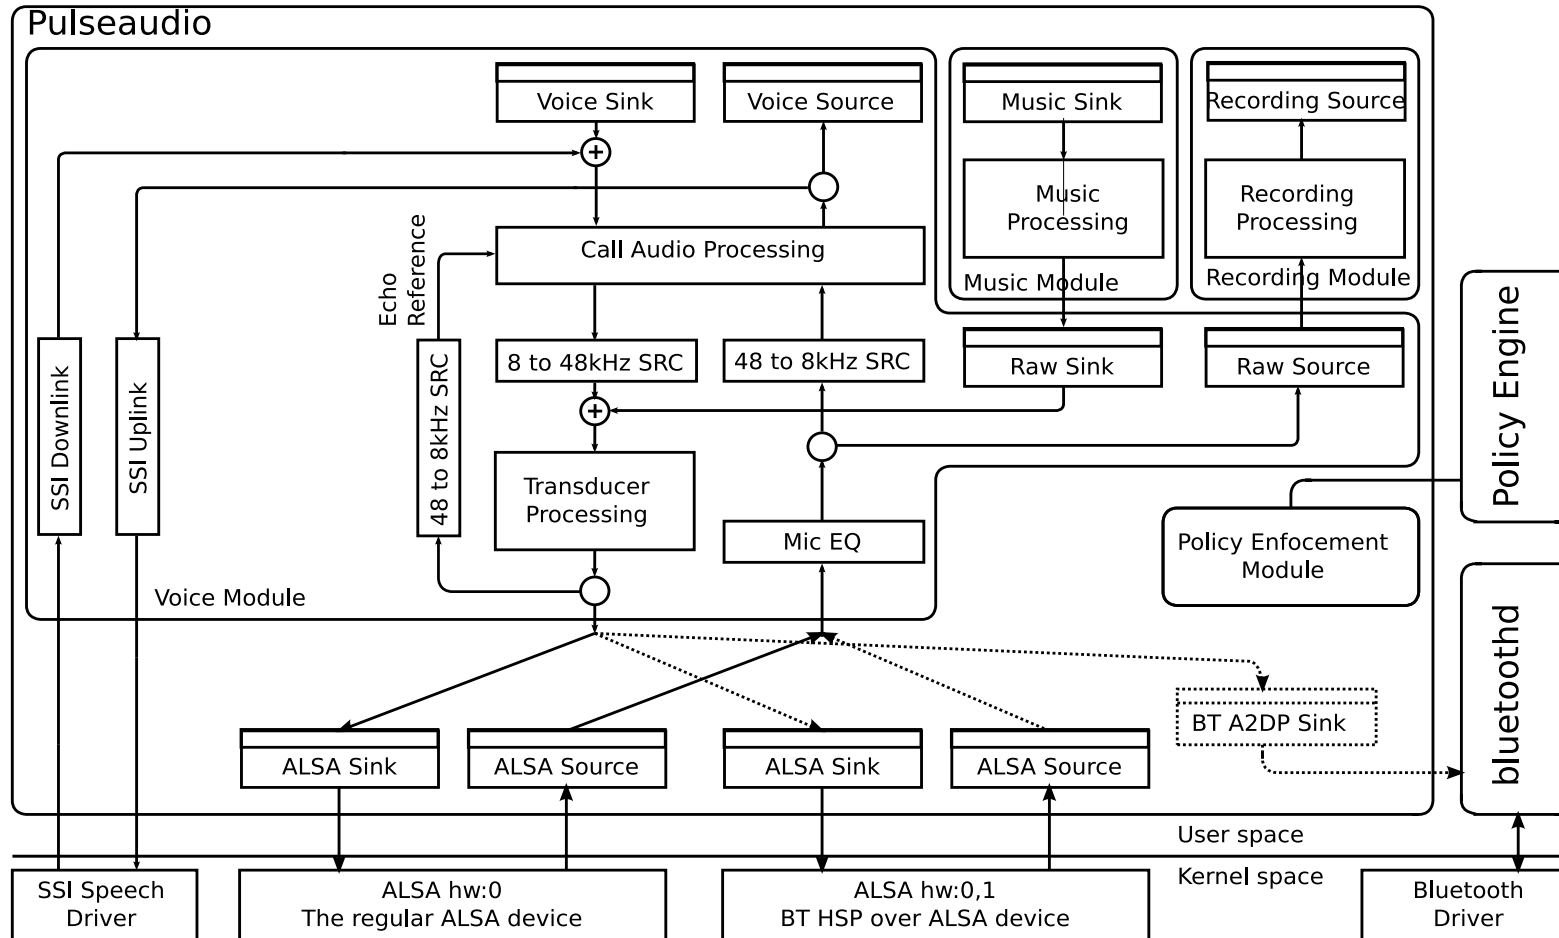 Pulseaudio
Voice Sink
Voice Source
Music Sink
Recording Source
Music
Processing
Recording
Processing
Call Audio Processing
Music Module
Recording Module
Echo
Reference
SSI Downlink
SSI Uplink
48 to 8kHz SRC
8 to 48kHz SRC
48 to 8kHz SRC
Raw Sink
Raw Source
Policy Engine
Transducer
Processing
Mic EQ
Policy Enfocement
Module
Voice Module
bluetoothd
BT A2DP Sink
ALSA Sink
ALSA Source
ALSA Sink
ALSA Source
User space
Kernel space
SSI Speech
Driver
ALSA hw:0
The regular ALSA device
ALSA hw:0,1
BT HSP over ALSA device
Bluetooth
Driver